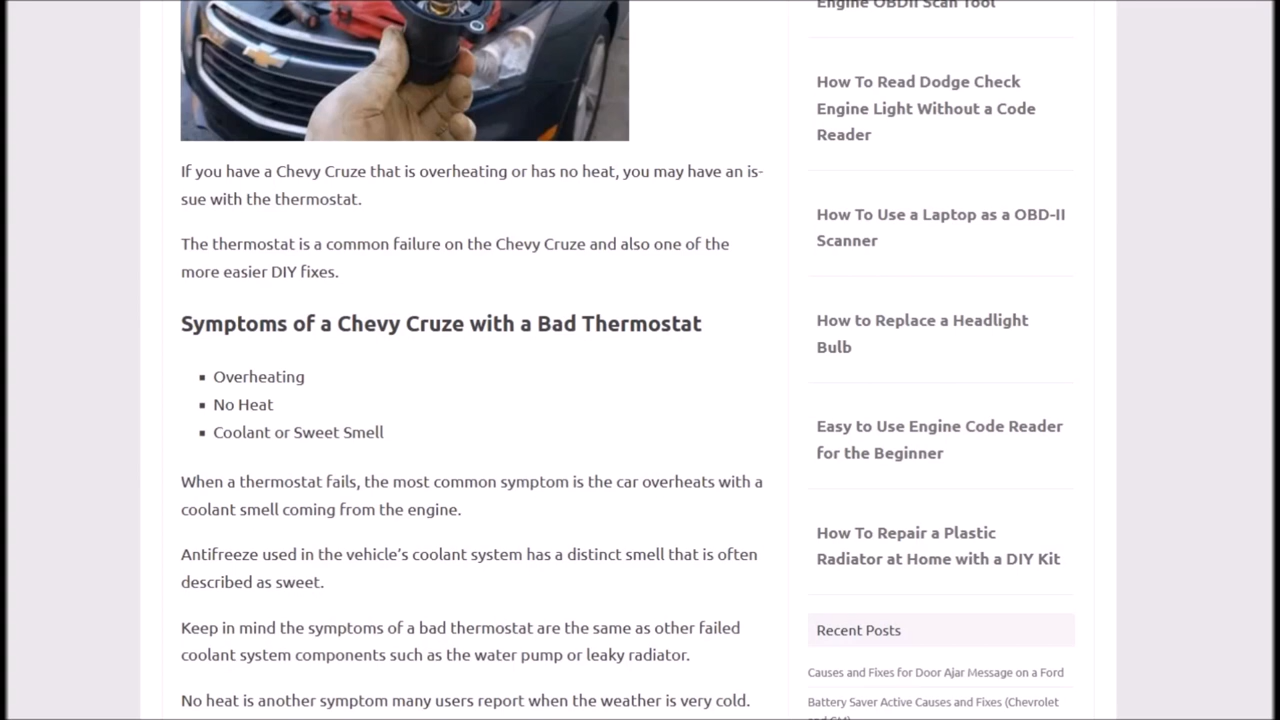 If you have a Chevy Cruze that is overheating or has no heat, you may have an is-
sue with the thermostat.
The thermostat is a common failure on the Chevy Cruze and also one of the
more easier DIY fixes.
Symptoms of a Chevy Cruze with a Bad Thermostat
Overheating
No Heat
Coolant or Sweet Smell
When a thermostat fails, the most common symptom is the car overheats with a
coolant smell coming from the engine.
Antifreeze used in the vehicle’s coolant system has a distinct smell that is often
described as sweet.
Keep in mind the symptoms of a bad thermostat are the same as other failed
coolant system components such as the water pump or leaky radiator.
No heat is another symptom many users report when the weather is very cold.
Engine OBDII Scan Tool
How To Read Dodge Check
Engine Light Without a Code
Reader
How To Use a Laptop as a OBD-II
Scanner
How to Replace a Headlight
Bulb
Easy to Use Engine Code Reader
for the Beginner
How To Repair a Plastic
Radiator at Home with a DIY Kit
Recent Posts
Causes and Fixes for Door Ajar Message on a Ford
Battery Saver Active Causes and Fixes (Chevrolet